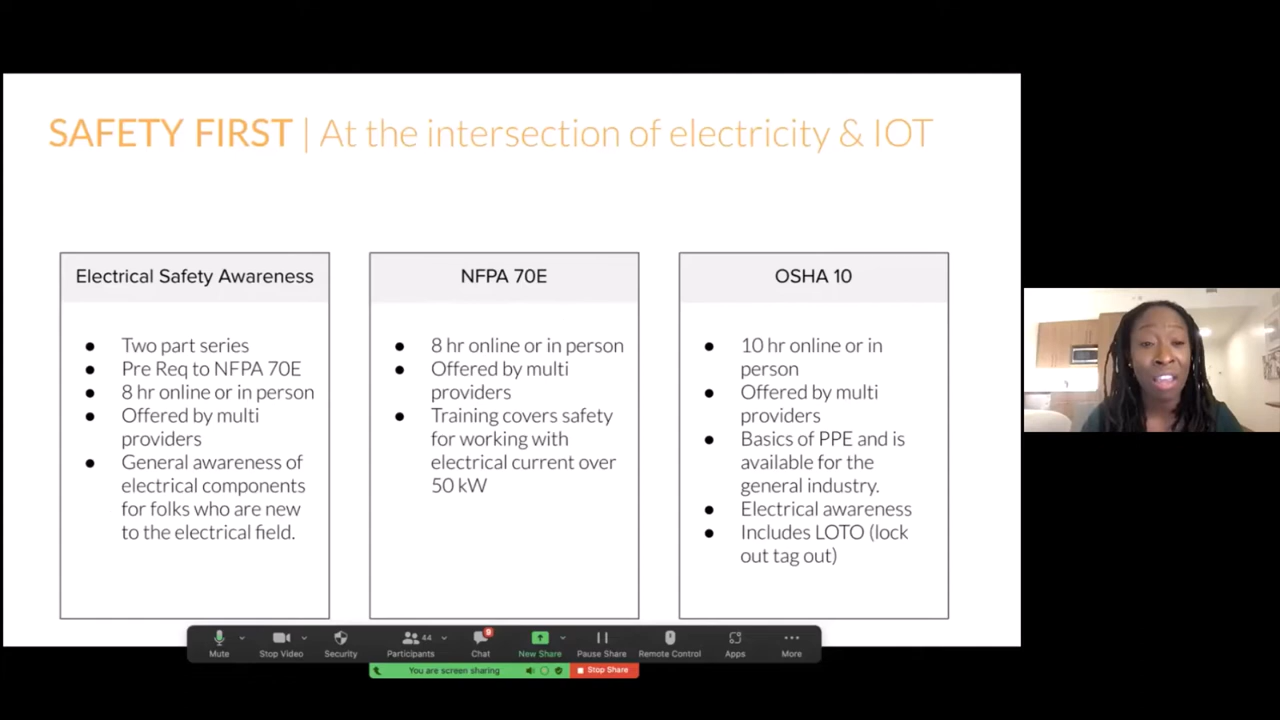 SAFETY FIRST | At the intersection of electricity & IOT
Electrical Safety Awareness
● Two part series
● Pre Req to NFPA 70E
● 8 hr online or in person
● Offered by multi
providers
● General awareness of
electrical components
for folks who are new
to the electrical field.
NFPA 70E
● 8 hr online or in person
● Offered by multi
providers
● Training covers safety
for working with
electrical current over
50 kW
OSHA 10
● 10 hr online or in
person
● Offered by multi
providers
● Basics of PPE and is
available for the
general industry.
● Electrical awareness
● Includes LOTO (lock
out tag out)
Mute
Stop Video
Security
Participants
44
Chat
9
New Share
Pause Share
Remote Control
Apps
More
You are screen sharing
Stop Share